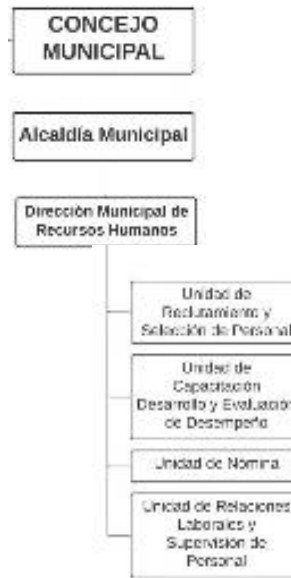 CONCEJO
MUNICIPAL
Alcaldía Municipal
Dirección Municipal de
Recursos Humanos
Unidad de
Reclutamiento y
Selección de Personal
Unidad de
Capacitación
Desarrollo y Evaluación
de Desempeño
Unidad de Nómina
Unidad de Relaciones
Laborales y
Supervisión de
Personal